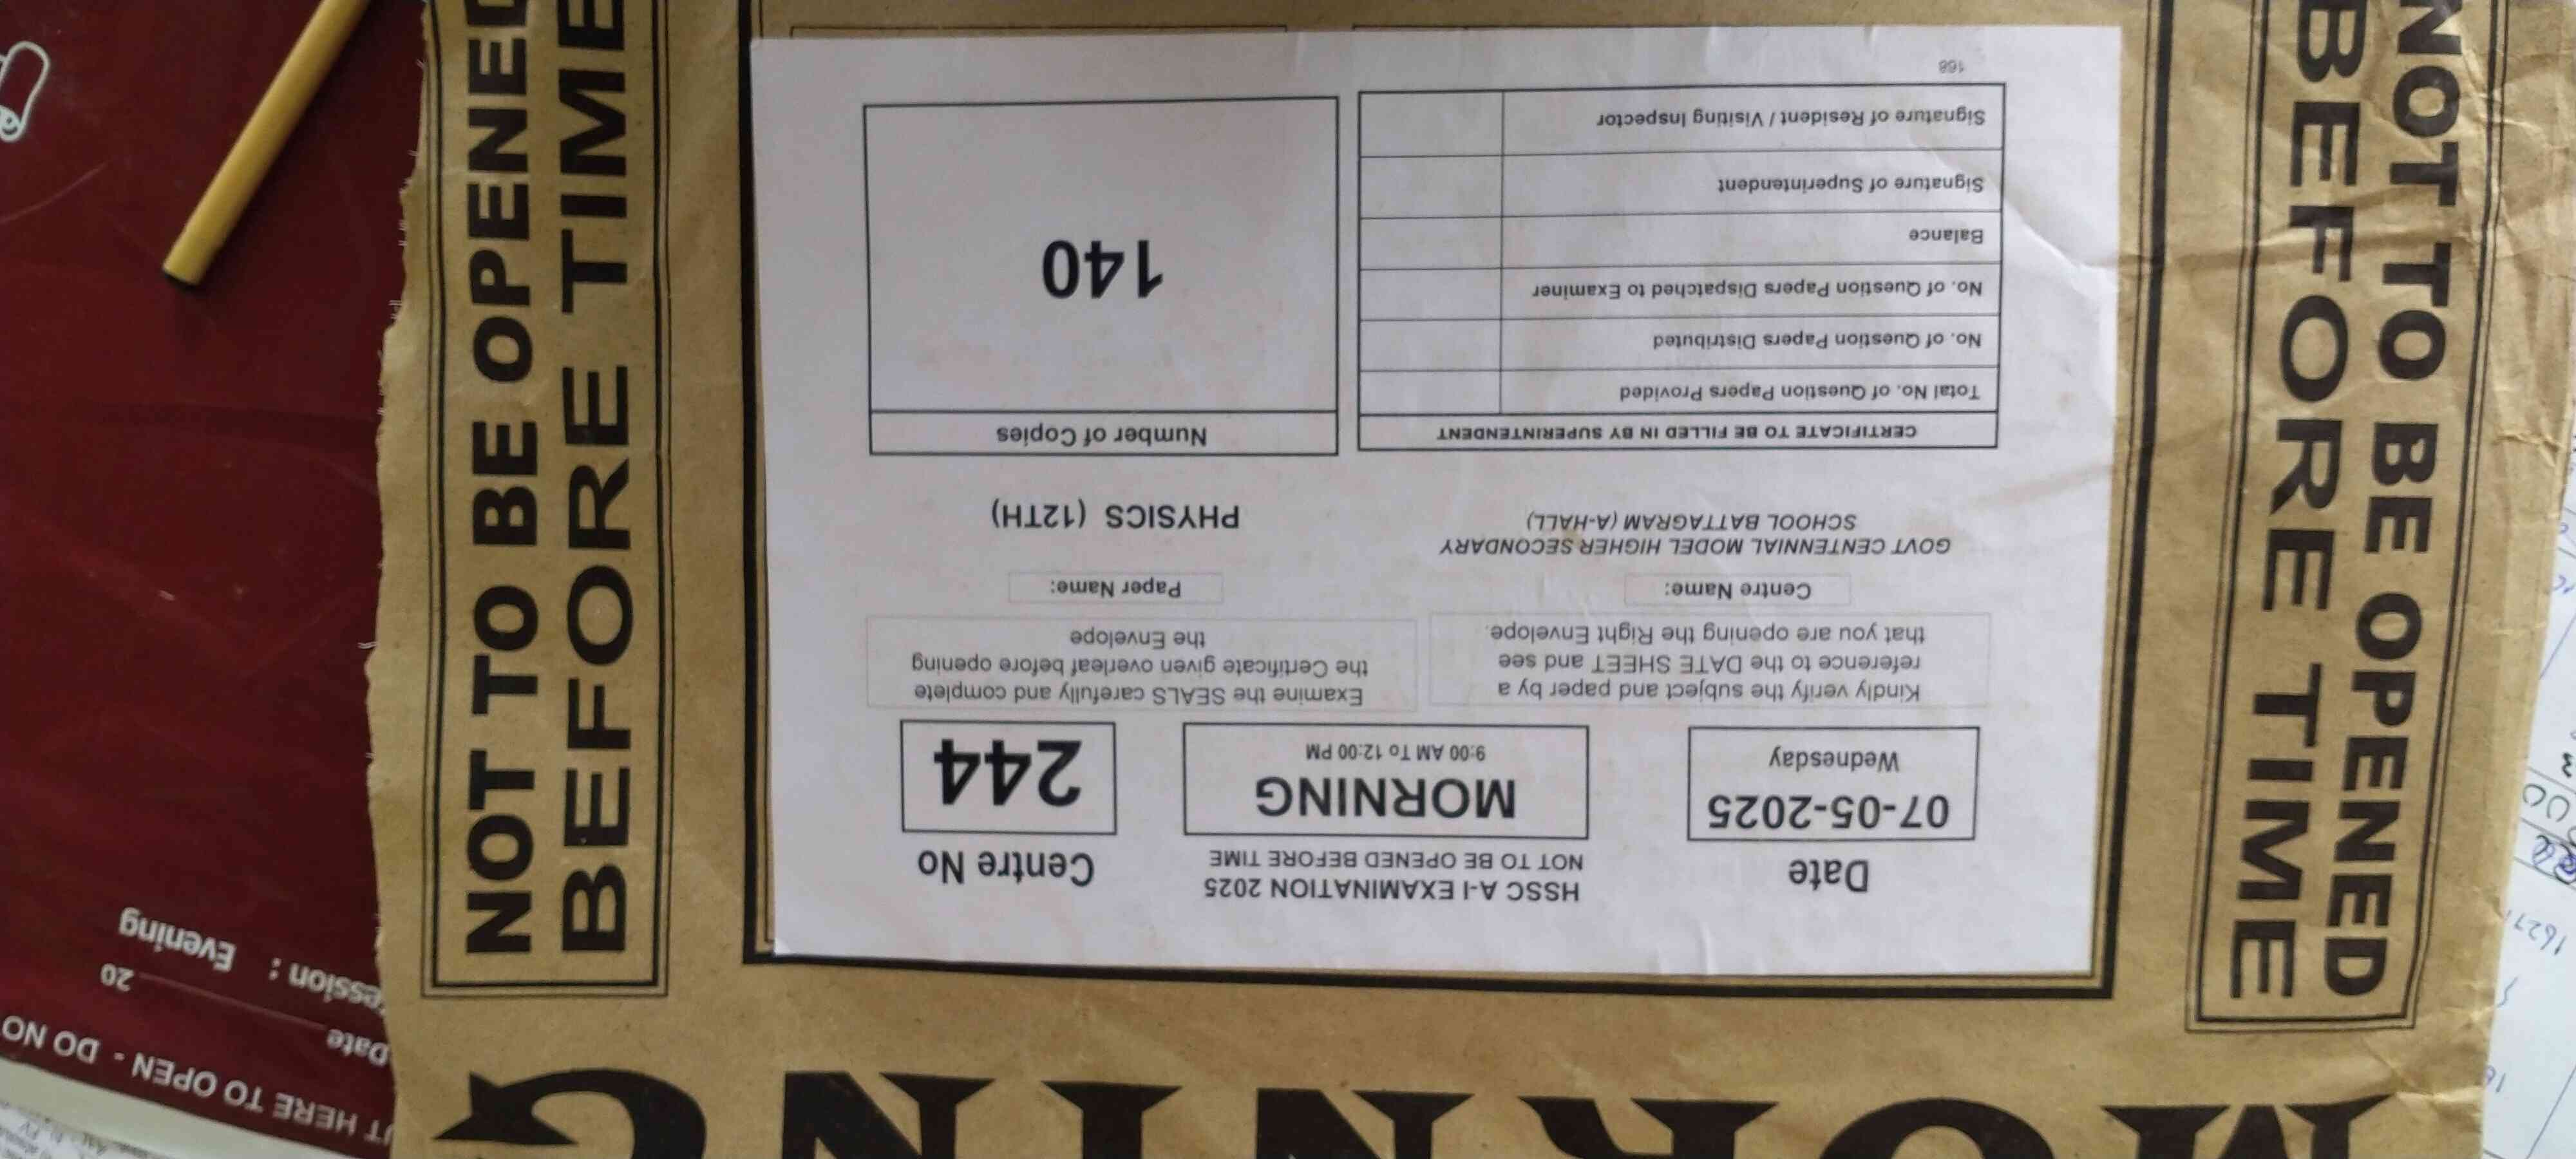 HSSC A-I EXAMINATION 2025
NOT TO BE OPENED BEFORE TIME
Date
07-05-2025
Wednesday
MORNING
9:00 AM To 12:00 PM
Centre No
244
Kindly verify the subject and paper by a
reference to the DATE SHEET and see
that you are opening the Right Envelope.
Examine the SEALS carefully and complete
the Certificate given overleaf before opening
the Envelope
Centre Name:
GOVT CENTENNIAL MODEL HIGHER SECONDARY
SCHOOL BATTAGRAM (A-HALL)
Paper Name:
PHYSICS (12TH)
CERTIFICATE TO BE FILLED IN BY SUPERINTENDENT
Total No. of Question Papers Provided
No. of Question Papers Distributed
No. of Question Papers Dispatched to Examiner
Balance
Signature of Superintendent
Signature of Resident / Visiting Inspector
168
Number of Copies
140
NOT TO BE OPENED
BEFORE TIME
NOT TO BE OPENED
BEFORE TIME
MORNING
HERE TO OPEN - DO NO
Date 20
ession : Evening